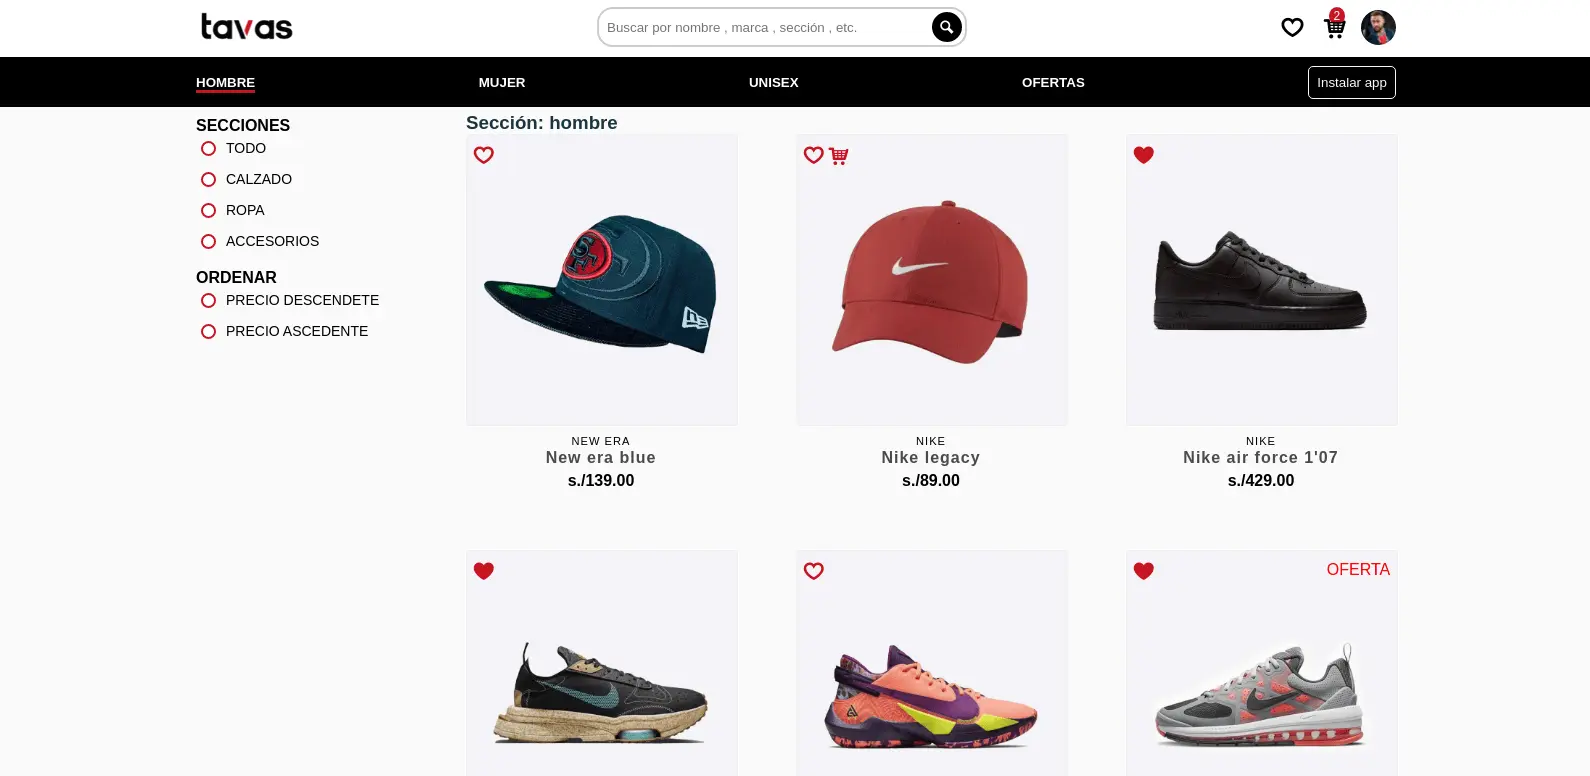 tavas
Buscar por nombre , marca , sección , etc.
2
HOMBRE
MUJER
UNISEX
OFERTAS
Instalar app
SECCIONES
TODO
CALZADO
ROPA
ACCESORIOS
ORDENAR
PRECIO DESCENDETE
PRECIO ASCEDENTE
Sección: hombre
SF
NEW ERA
New era blue
s./139.00
NIKE
Nike legacy
s./89.00
NIKE
Nike air force 1'07
s./429.00
OFERTA